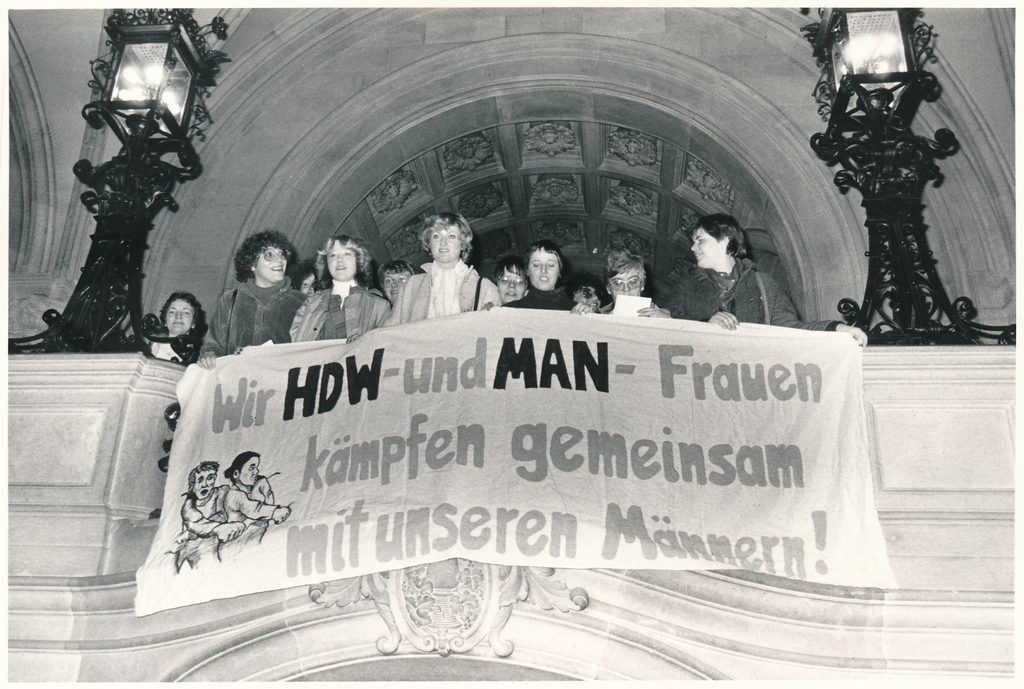 Wir HDW-und MAN- Frauen
kämpfen gemeinsam
mit unseren Männern!